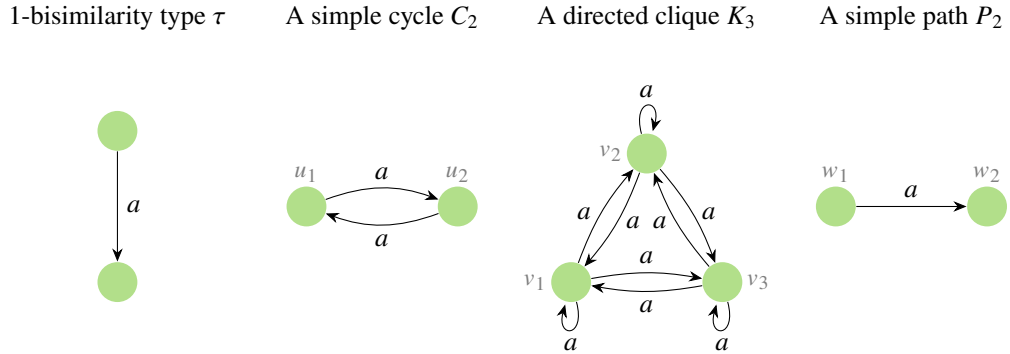 1-bisimilarity type τ
a
A simple cycle C₂
u₁ u₂
a
a
A directed clique K₃
a
v₂
a a a a
a
v₁ v₃
a
a a
A simple path P₂
w₁ w₂
a